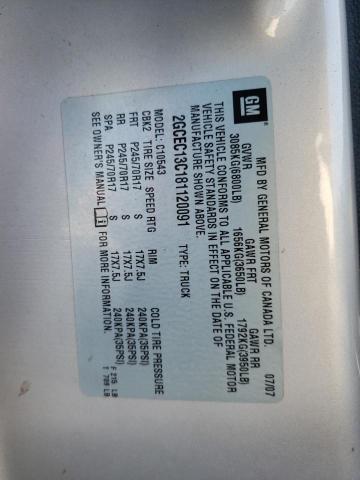 GM
MFD BY GENERAL MOTORS OF CANADA LTD. 07/07
GVWR GAWR FRT GAWR RR
3085KG(6800LB) 1656KG(3650LB) 1792KG(3950LB)
THIS VEHICLE CONFORMS TO ALL APPLICABLE U.S. FEDERAL MOTOR
VEHICLE SAFETY STANDARDS IN EFFECT ON THE DATE OF
MANUFACTURE SHOWN ABOVE.
2GCEC13C181120091 TYPE: TRUCK
MODEL: C10543
CBK2 TIRE SIZE SPEED RTG RIM COLD TIRE PRESSURE
FRT P245/70R17 S 17X7.5J 240KPA(35PSI)
RR P245/70R17 S 17X7.5J 240KPA(35PSI)
SPA P245/70R17 S 17X7.5J 240KPA(35PSI)
SEE OWNER'S MANUAL i FOR MORE INFORMATION. F 215 LB
T 789 LB